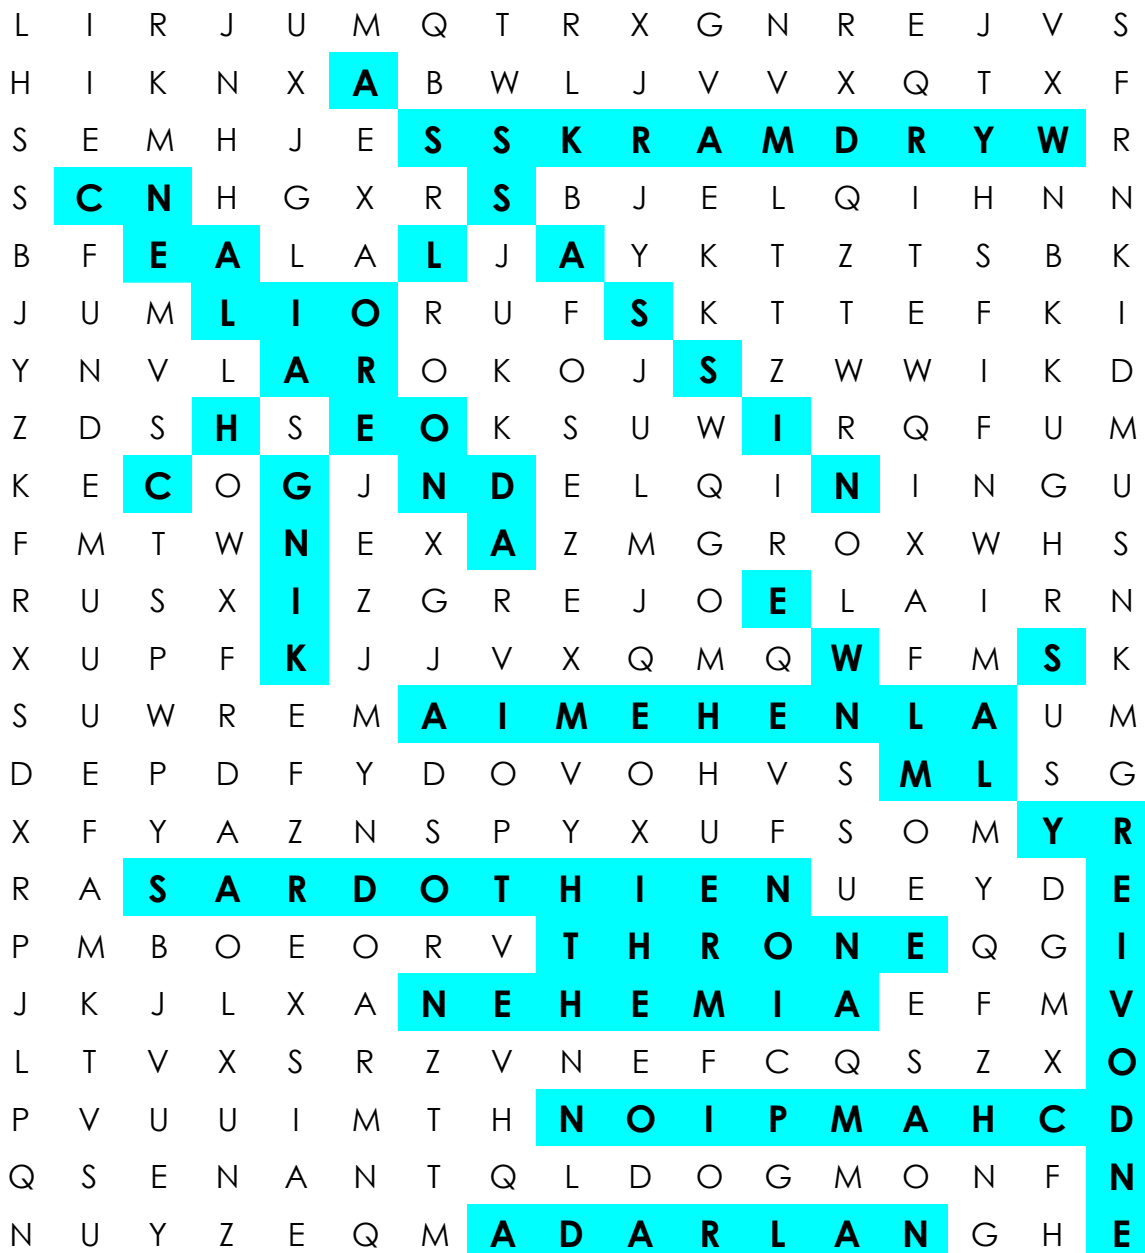 L I R J U M Q T R X G N R E J V S
H I K N X A B W L J V V X Q T X F
S E M H J E S S K R A M D R Y W R
S C N H G X R S B J E L Q I H N N
B F E A L A L J A Y K T Z T S B K
J U M L I O R U F S K T T E F K I
Y N V L A R O K O J S Z W W I K D
Z D S H S E O K S U W I R Q F U M
K E C O G J N D E L Q I N I N G U
F M T W N E X A Z M G R O X W H S
R U S X I Z G R E J O E L A I R N
X U P F K J J V X Q M Q W F M S K
S U W R E M A I M E H E N L A U M
D E P D F Y D O V O H V S M L S G
X F Y A Z N S P Y X U F S O M Y R
R A S A R D O T H I E N U E Y D E
P M B O E O R V T H R O N E Q G I
J K J L X A N E H E M I A E F M V
L T V X S R Z V N E F C Q S Z X O
P V U U I M T H N O I P M A H C D
Q S E N A N T Q L D O G M O N F N
N U Y Z E Q M A D A R L A N G H E